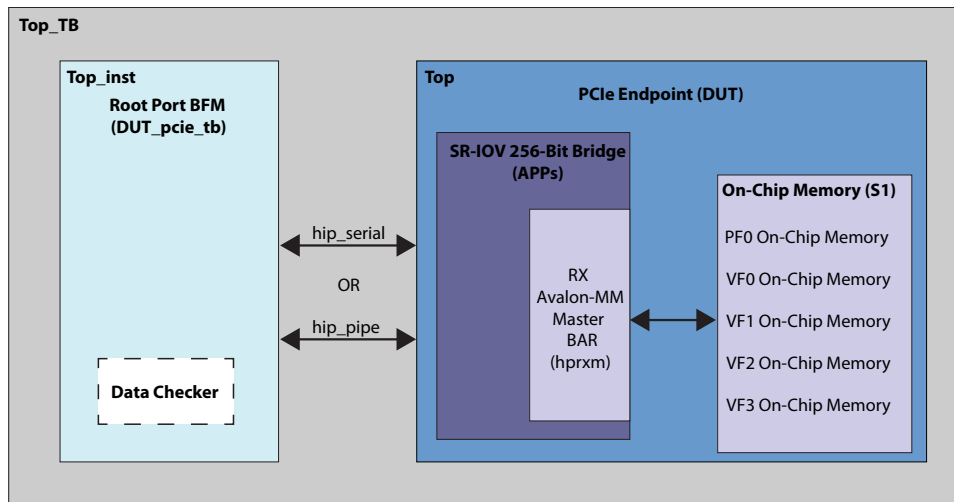 Top_TB
Top_inst
Root Port BFM
(DUT_pcie_tb)
Data Checker
hip_serial
OR
hip_pipe
Top
PCIe Endpoint (DUT)
SR-IOV 256-Bit Bridge
(APPs)
RX
Avalon-MM
Master
BAR
(hprxm)
On-Chip Memory (S1)
PF0 On-Chip Memory
VF0 On-Chip Memory
VF1 On-Chip Memory
VF2 On-Chip Memory
VF3 On-Chip Memory